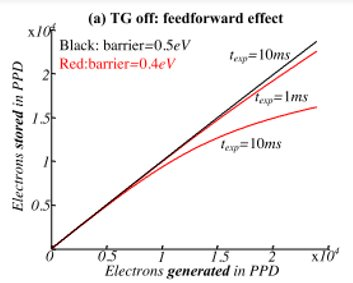 (a) TG off: feedforward effect
x10⁴
Black: barrier=0.5eV
Red:barrier=0.4eV
t_exp=10ms
t_exp=1ms
t_exp=10ms
2
1.5
1
0.5
Electrons stored in PPD
0 0.5 1 1.5 2 x10⁴
Electrons generated in PPD